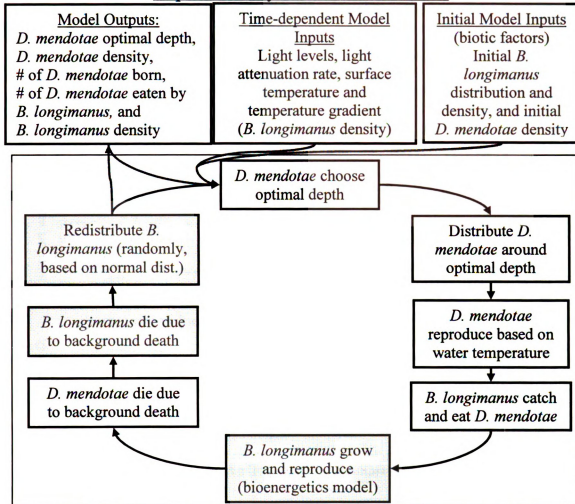 Model Outputs:
D. mendotae optimal depth,
D. mendotae density,
# of D. mendotae born,
# of D. mendotae eaten by
B. longimanus, and
B. longimanus density
Time-dependent Model
Inputs
Light levels, light
attenuation rate, surface
temperature and
temperature gradient
(B. longimanus density)
Initial Model Inputs
(biotic factors)
Initial B.
longimanus
distribution and
density, and initial
D. mendotae density
D. mendotae choose
optimal depth
Distribute D.
mendotae around
optimal depth
D. mendotae
reproduce based on
water temperature
B. longimanus catch
and eat D. mendotae
B. longimanus grow
and reproduce
(bioenergetics model)
D. mendotae die due
to background death
B. longimanus die due
to background death
Redistribute B.
longimanus (randomly,
based on normal dist.)